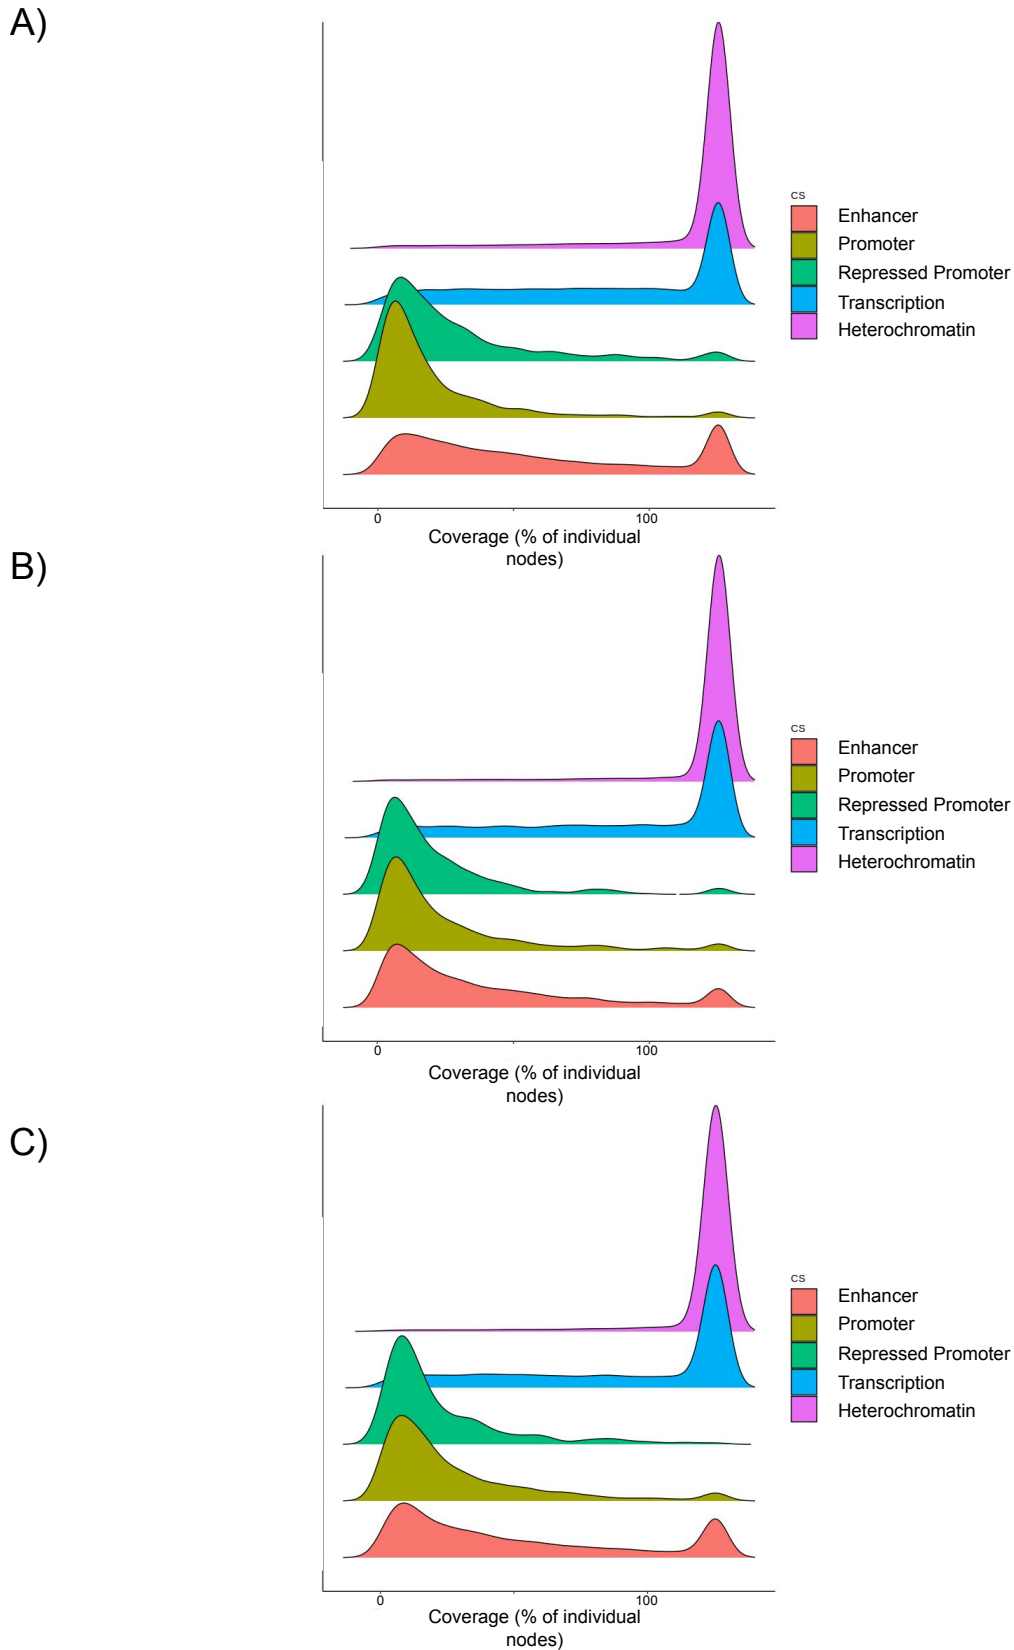 A)
cs
Enhancer
Promoter
Repressed Promoter
Transcription
Heterochromatin
0
100
Coverage (% of individual
nodes)
B)
cs
Enhancer
Promoter
Repressed Promoter
Transcription
Heterochromatin
0
100
Coverage (% of individual
nodes)
C)
cs
Enhancer
Promoter
Repressed Promoter
Transcription
Heterochromatin
0
100
Coverage (% of individual
nodes)